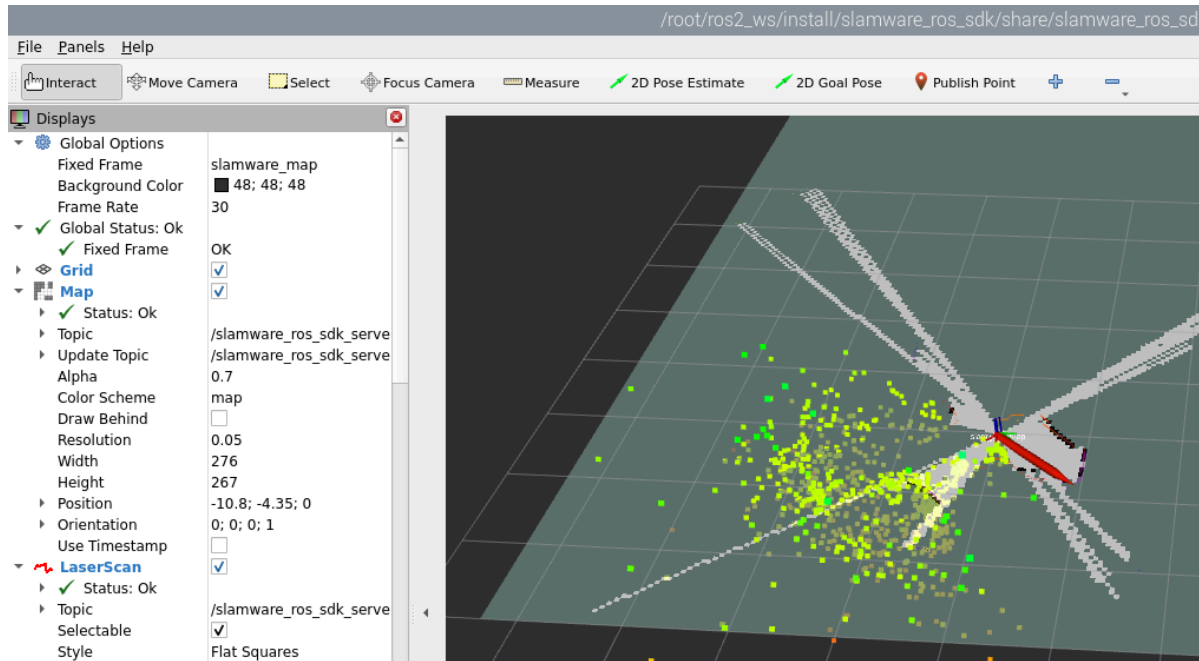 /root/ros2_ws/install/slamware_ros_sdk/share/slamware_ros_sd
File Panels Help
Interact Move Camera Select Focus Camera Measure 2D Pose Estimate 2D Goal Pose Publish Point
Displays
Global Options
Fixed Frame slamware_map
Background Color 48; 48; 48
Frame Rate 30
Global Status: Ok
Fixed Frame OK
Grid
Map
Status: Ok
Topic /slamware_ros_sdk_serve
Update Topic /slamware_ros_sdk_serve
Alpha 0.7
Color Scheme map
Draw Behind
Resolution 0.05
Width 276
Height 267
Position -10.8; -4.35; 0
Orientation 0; 0; 0; 1
Use Timestamp
LaserScan
Status: Ok
Topic /slamware_ros_sdk_serve
Selectable
Style Flat Squares